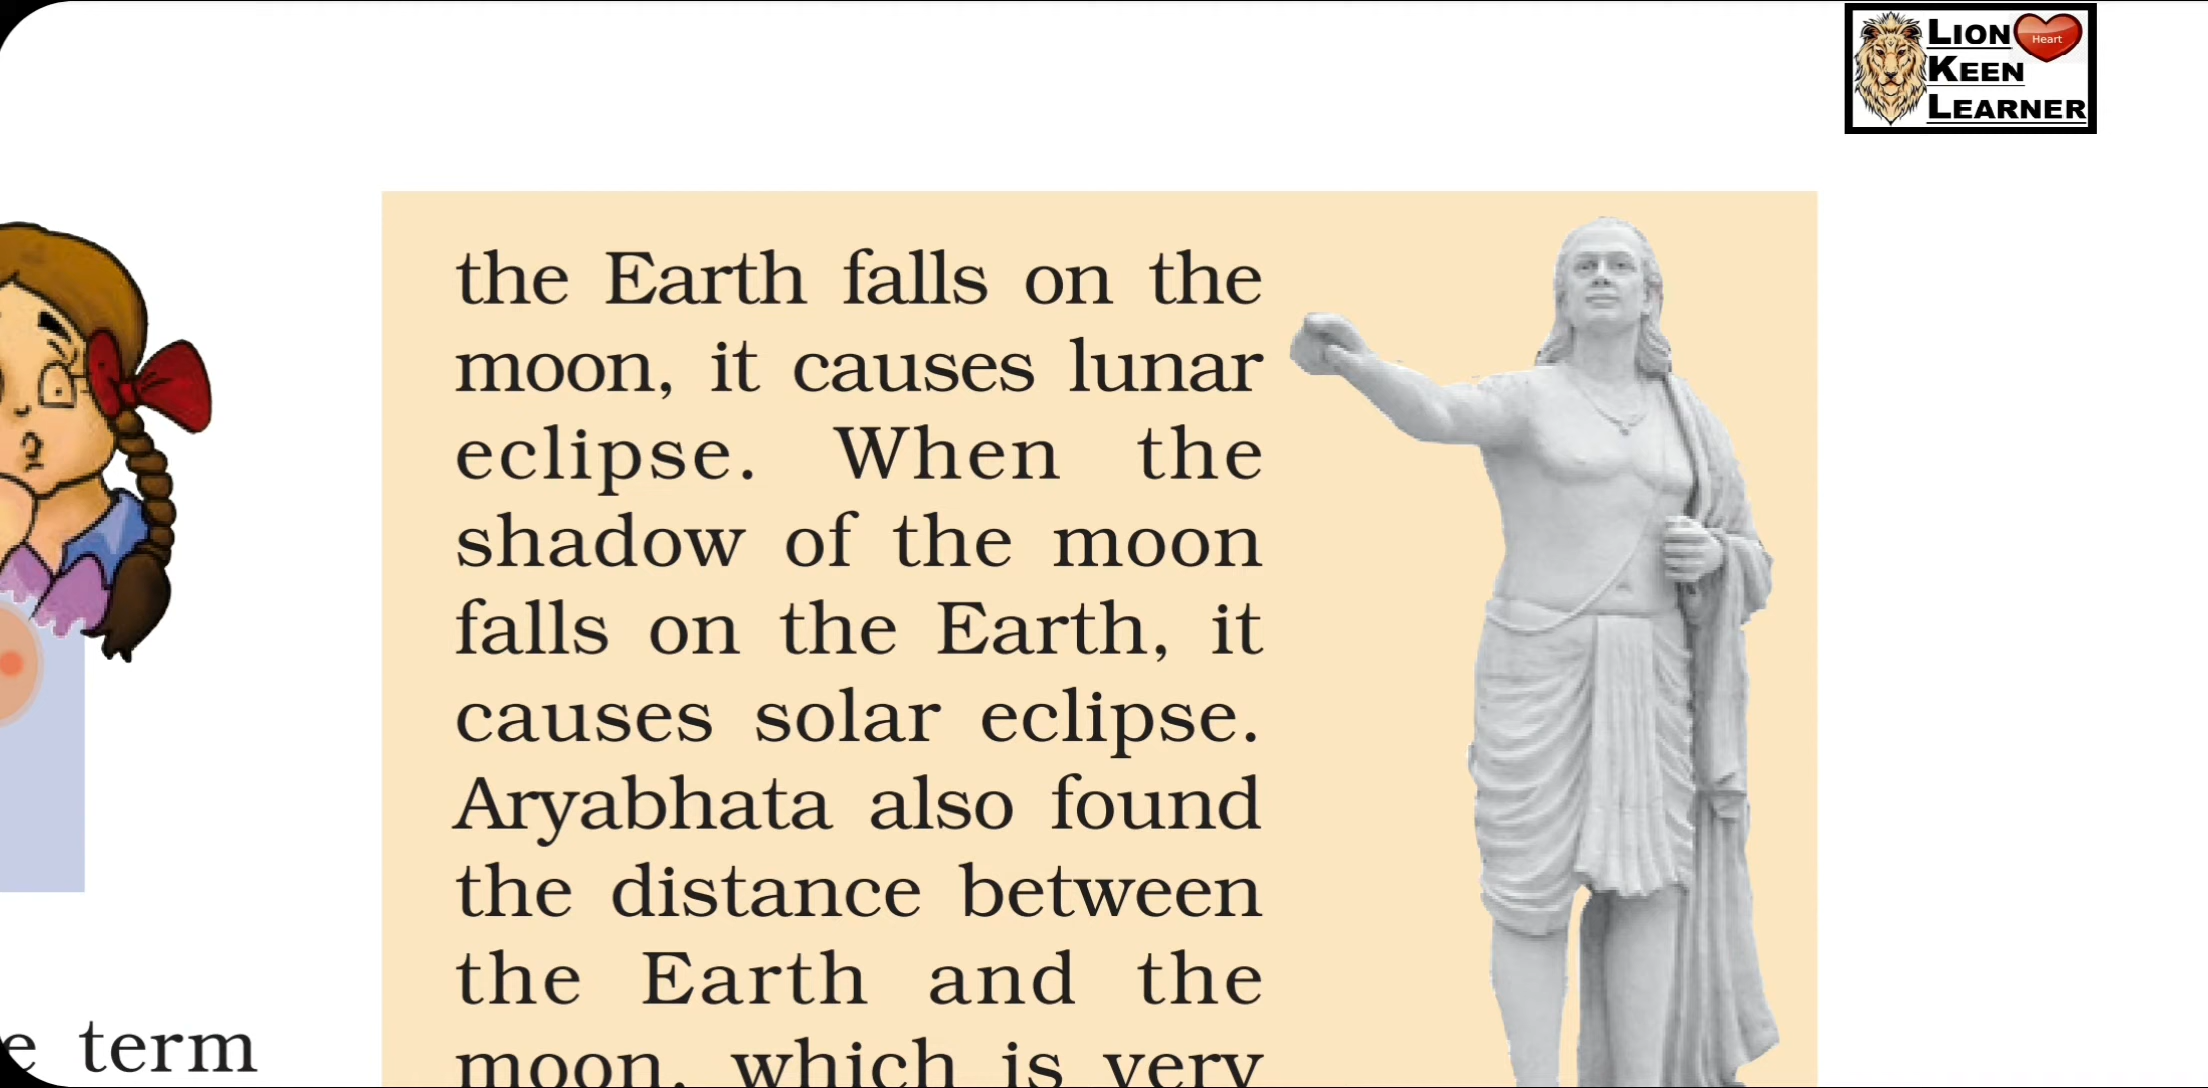 LION Heart
KEEN
LEARNER
the Earth falls on the
moon, it causes lunar
eclipse. When the
shadow of the moon
falls on the Earth, it
causes solar eclipse.
Aryabhata also found
the distance between
the Earth and the
moon, which is very
e term